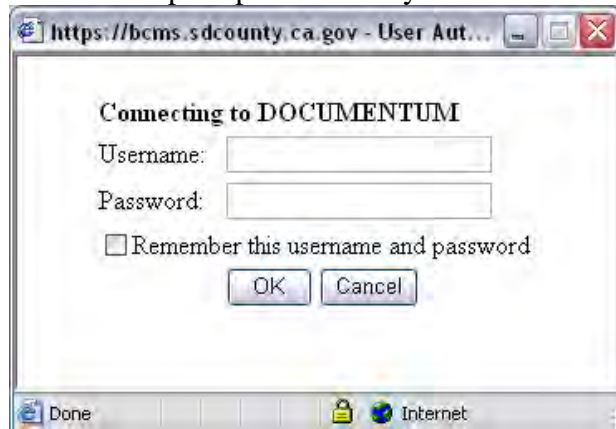 https://bcms.sdcounty.ca.gov - User Aut...
Connecting to DOCUMENTUM
Username:
Password:
Remember this username and password
OK Cancel
Done Internet